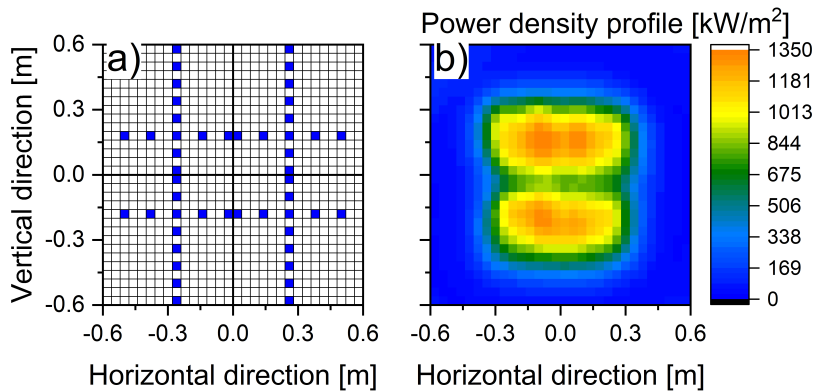 Power density profile [kW/m²]
a)
b)
Vertical direction [m]
0.6
0.3
0.0
-0.3
-0.6
-0.6 -0.3 0.0 0.3 0.6
Horizontal direction [m]
-0.6 -0.3 0.0 0.3 0.6
Horizontal direction [m]
1350
1181
1013
844
675
506
338
169
0